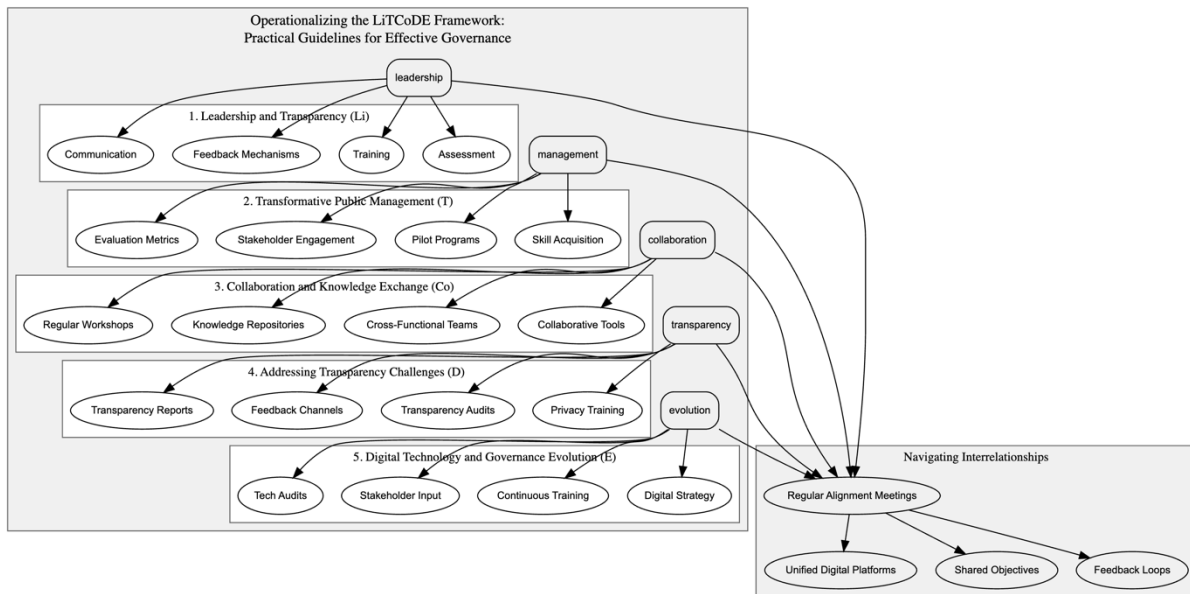 Operationalizing the LiTCoDE Framework:
Practical Guidelines for Effective Governance
leadership
1. Leadership and Transparency (Li)
Communication
Feedback Mechanisms
Training
Assessment
management
2. Transformative Public Management (T)
Evaluation Metrics
Stakeholder Engagement
Pilot Programs
Skill Acquisition
collaboration
3. Collaboration and Knowledge Exchange (Co)
Regular Workshops
Knowledge Repositories
Cross-Functional Teams
Collaborative Tools
transparency
4. Addressing Transparency Challenges (D)
Transparency Reports
Feedback Channels
Transparency Audits
Privacy Training
evolution
5. Digital Technology and Governance Evolution (E)
Tech Audits
Stakeholder Input
Continuous Training
Digital Strategy
Navigating Interrelationships
Regular Alignment Meetings
Unified Digital Platforms
Shared Objectives
Feedback Loops